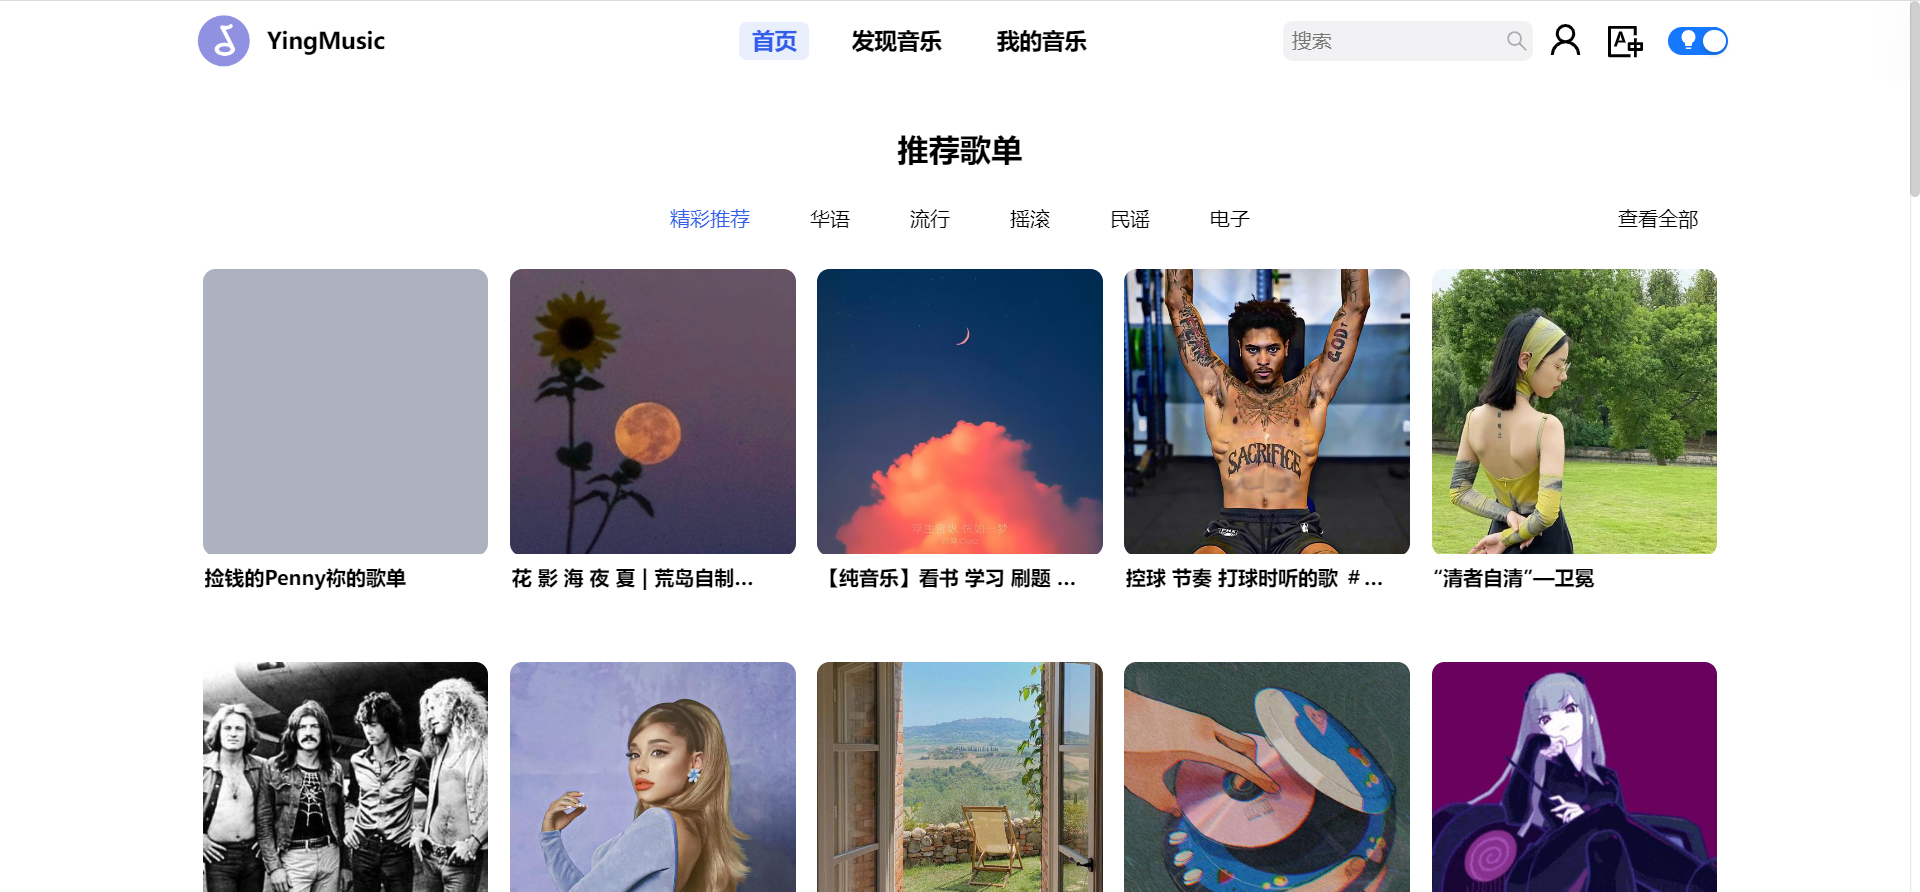 YingMusic
首页 发现音乐 我的音乐
搜索
推荐歌单
精彩推荐 华语 流行 摇滚 民谣 电子 查看全部
GOD
SACRIFICE
捡钱的Penny祢的歌单
花 影 海 夜 夏 | 荒岛自制...
【纯音乐】看书 学习 刷题 ...
控球 节奏 打球时听的歌 # ...
“清者自清”—卫冕